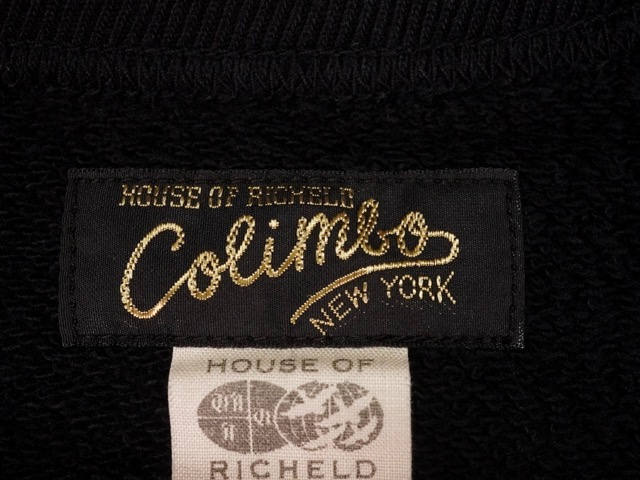 HOUSE OF RICHELD
Colimbo
NEW YORK
HOUSE OF
RICHELD